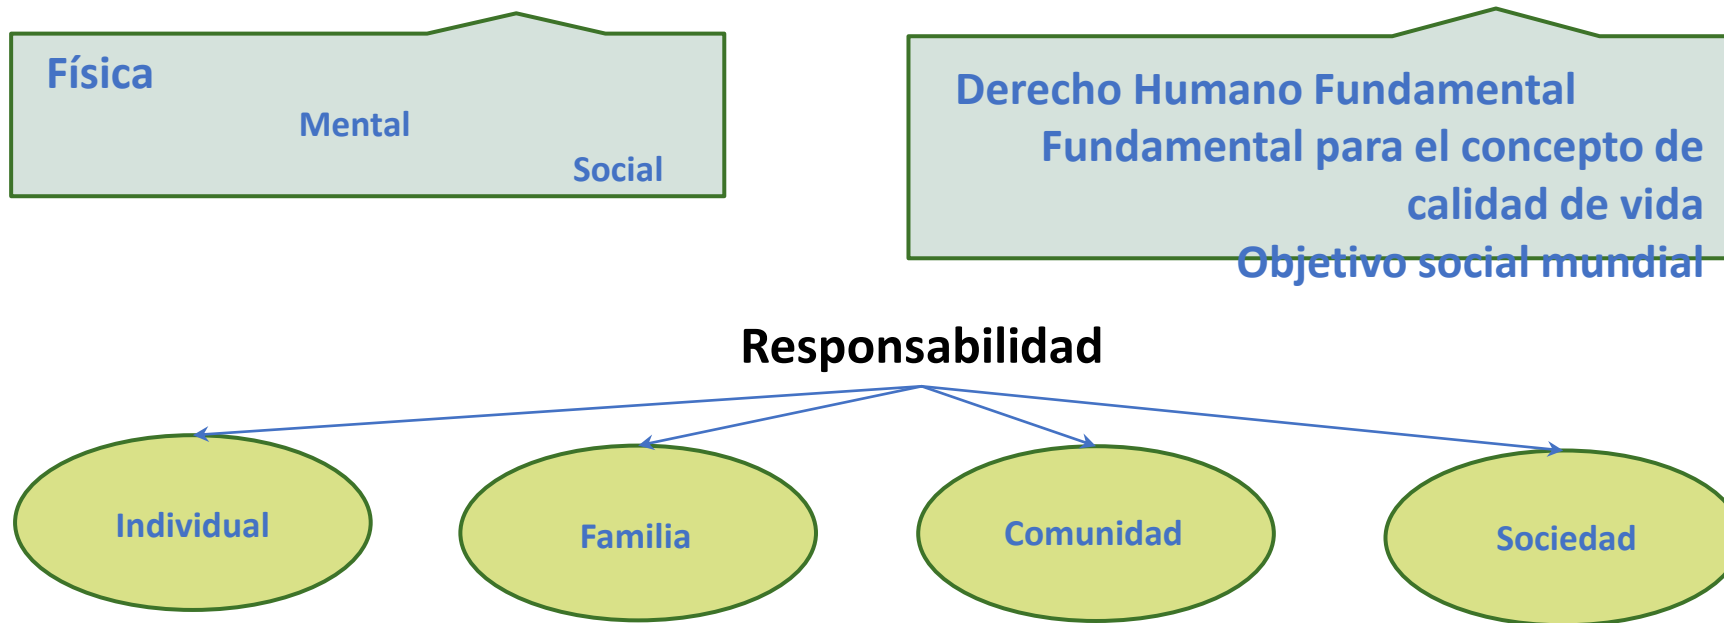 Física
Mental
Social
Derecho Humano Fundamental
Fundamental para el concepto de
calidad de vida
Objetivo social mundial
Responsabilidad
Individual
Familia
Comunidad
Sociedad